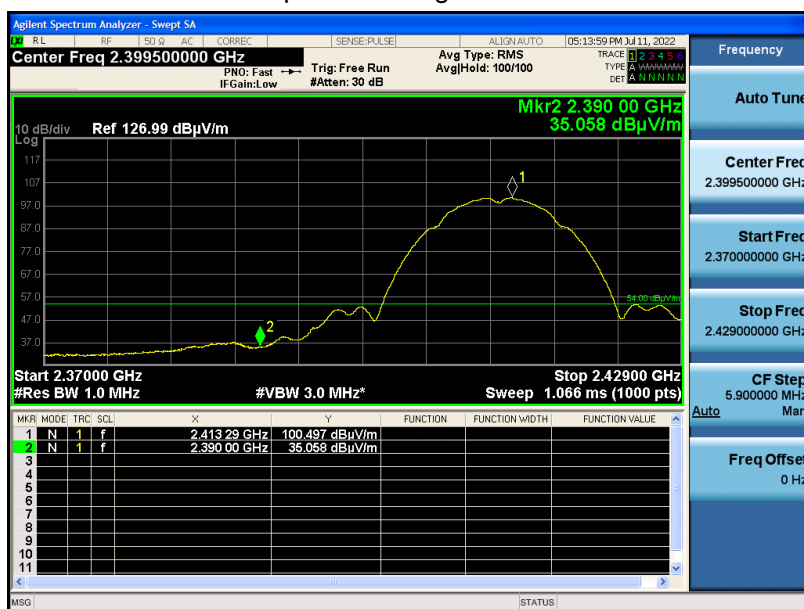 Agilent Spectrum Analyzer - Swept SA
LXI RL RF 50 Ω AC CORREC SENSE:PULSE ALIGN AUTO 05:13:59 PM Jul 11, 2022
Center Freq 2.399500000 GHz
PNO: Fast
IFGain:Low
Trig: Free Run
#Atten: 30 dB
Avg Type: RMS
Avg|Hold: 100/100
TRACE 1 2 3 4 5 6
TYPE A WWWWW
DET A N N N N N
Mkr2 2.390 00 GHz
35.058 dBµV/m
10 dB/div Ref 126.99 dBµV/m
Log
117
107
97.0
87.0
77.0
67.0
57.0
47.0
37.0
1
2
54.00 dBµV/m
Start 2.37000 GHz Stop 2.42900 GHz
#Res BW 1.0 MHz #VBW 3.0 MHz* Sweep 1.066 ms (1000 pts)
MKR MODE TRC SCL X Y FUNCTION FUNCTION WIDTH FUNCTION VALUE
1 N 1 f 2.413 29 GHz 100.497 dBµV/m
2 N 1 f 2.390 00 GHz 35.058 dBµV/m
3
4
5
6
7
8
9
10
11
MSG STATUS
Frequency
Auto Tune
Center Freq
2.399500000 GHz
Start Freq
2.370000000 GHz
Stop Freq
2.429000000 GHz
CF Step
5.900000 MHz
Auto Man
Freq Offset
0 Hz